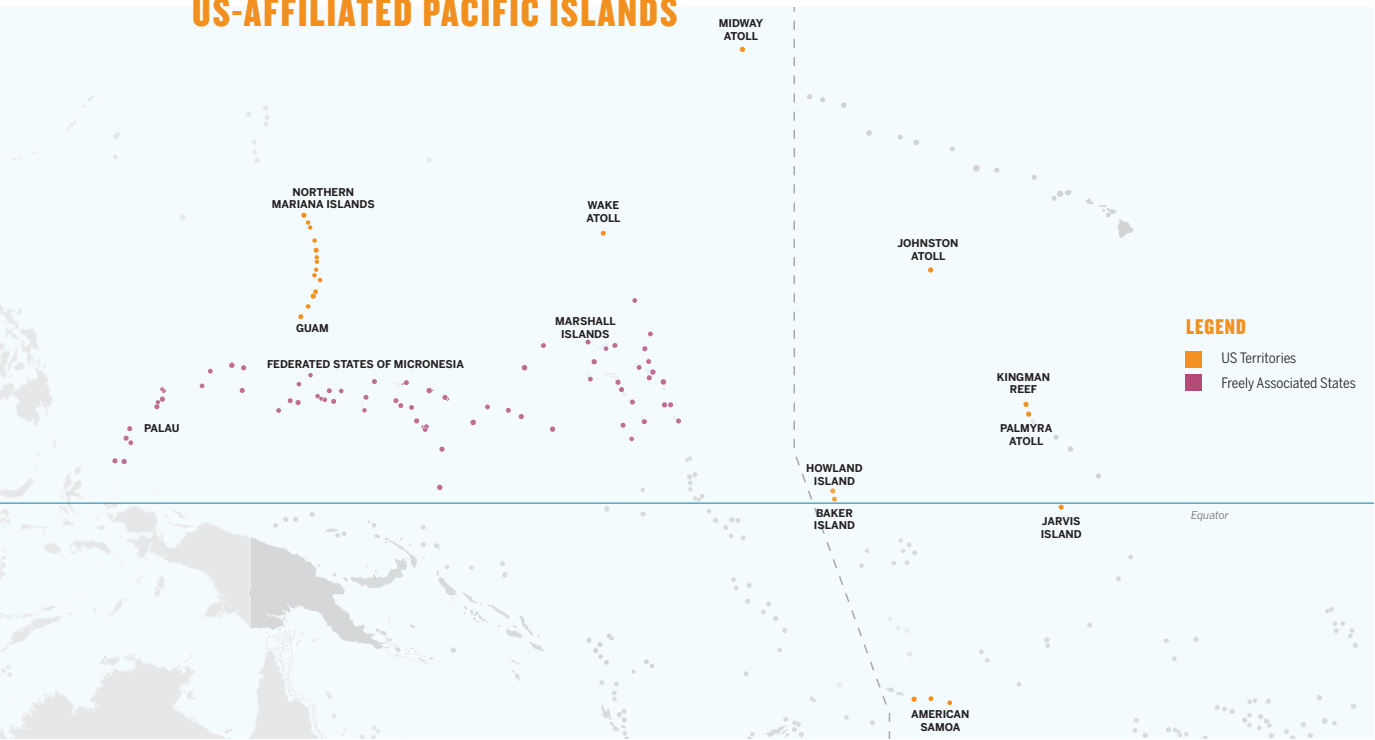 US-AFFILIATED PACIFIC ISLANDS
MIDWAY
ATOLL
NORTHERN
MARIANA ISLANDS
WAKE
ATOLL
JOHNSTON
ATOLL
GUAM
MARSHALL
ISLANDS
LEGEND
US Territories
Freely Associated States
FEDERATED STATES OF MICRONESIA
KINGMAN
REEF
PALAU
PALMYRA
ATOLL
HOWLAND
ISLAND
BAKER
ISLAND
JARVIS
ISLAND
Equator
AMERICAN
SAMOA